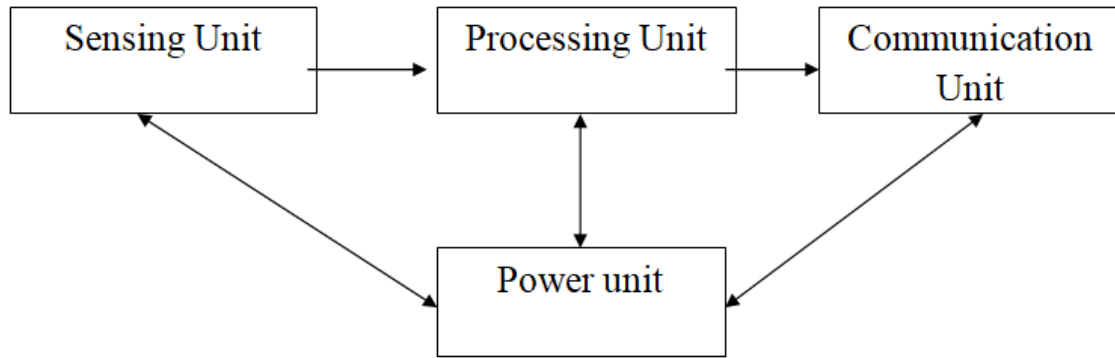 Sensing Unit
Processing Unit
Communication
Unit
Power unit